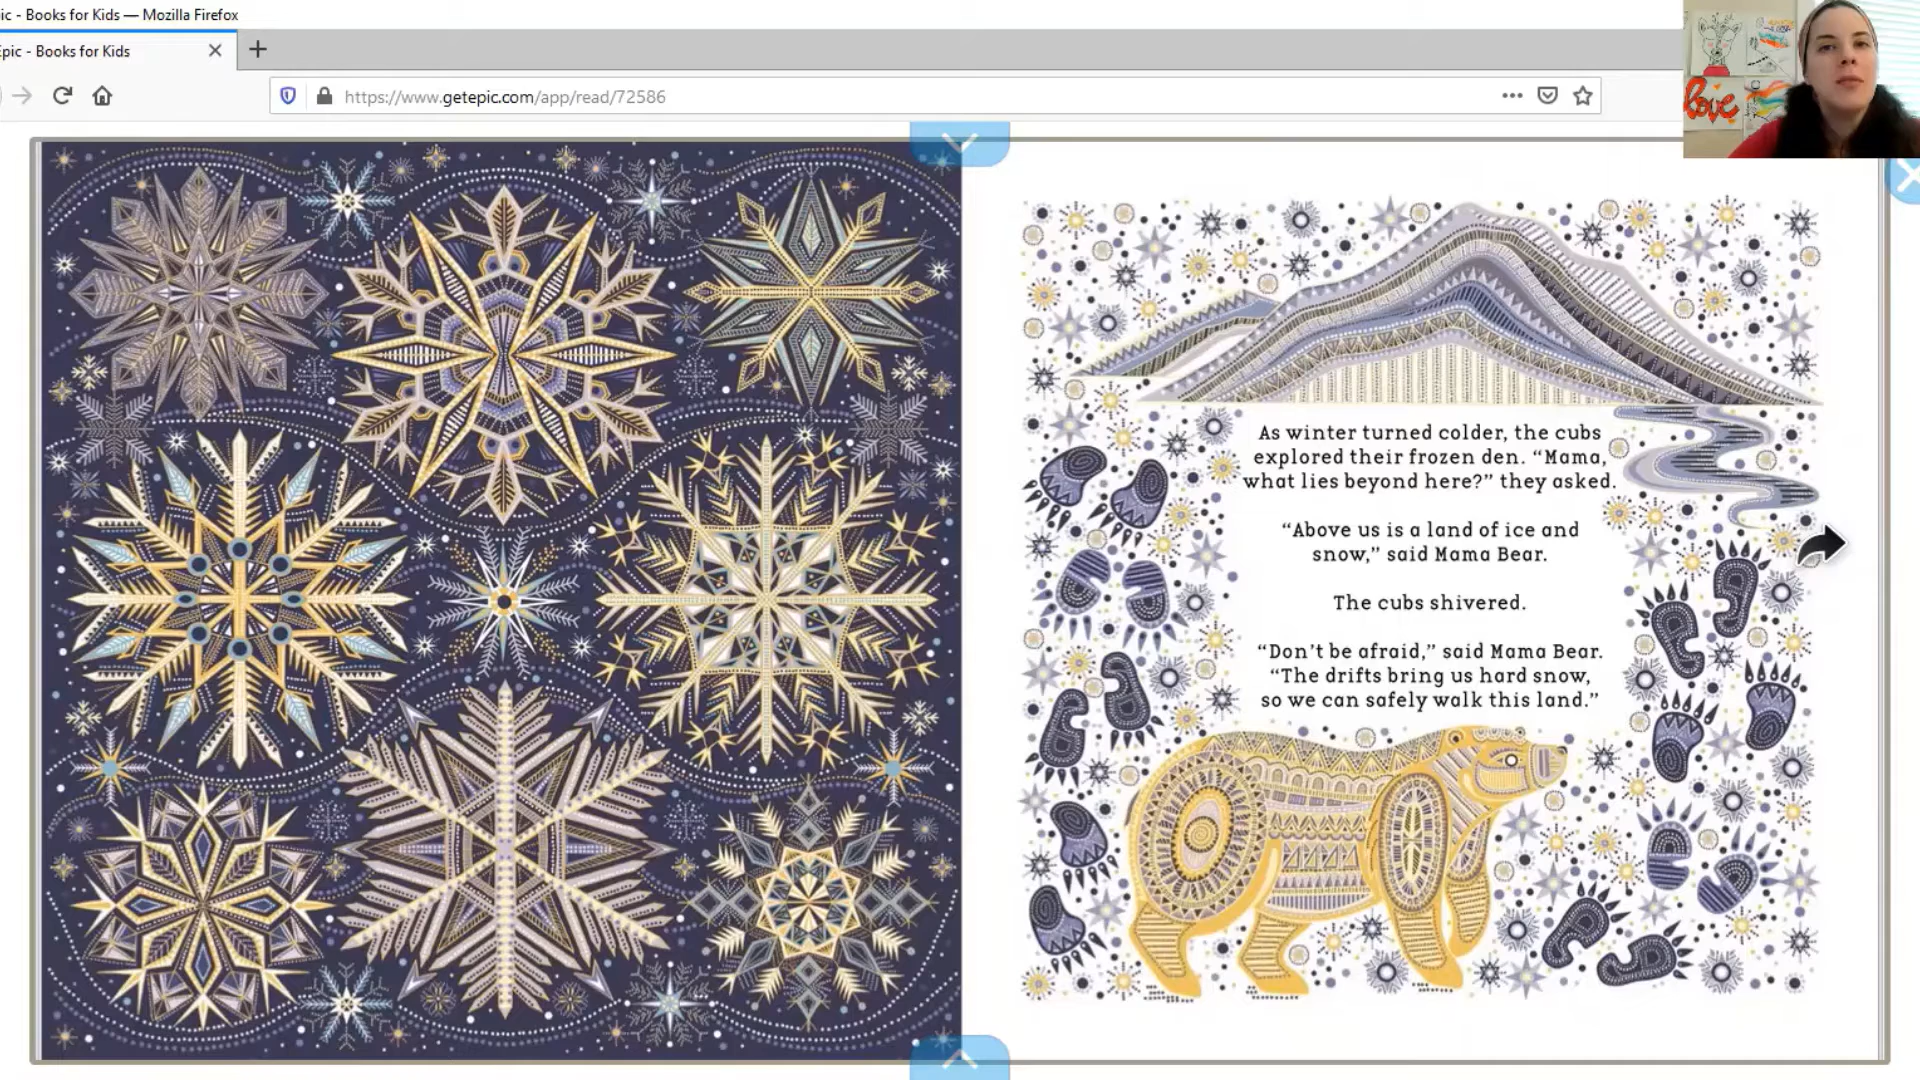 ic - Books for Kids — Mozilla Firefox
Epic - Books for Kids
https://www.getepic.com/app/read/72586
love
As winter turned colder, the cubs
explored their frozen den. “Mama,
what lies beyond here?” they asked.
“Above us is a land of ice and
snow,” said Mama Bear.
The cubs shivered.
“Don’t be afraid,” said Mama Bear.
“The drifts bring us hard snow,
so we can safely walk this land.”